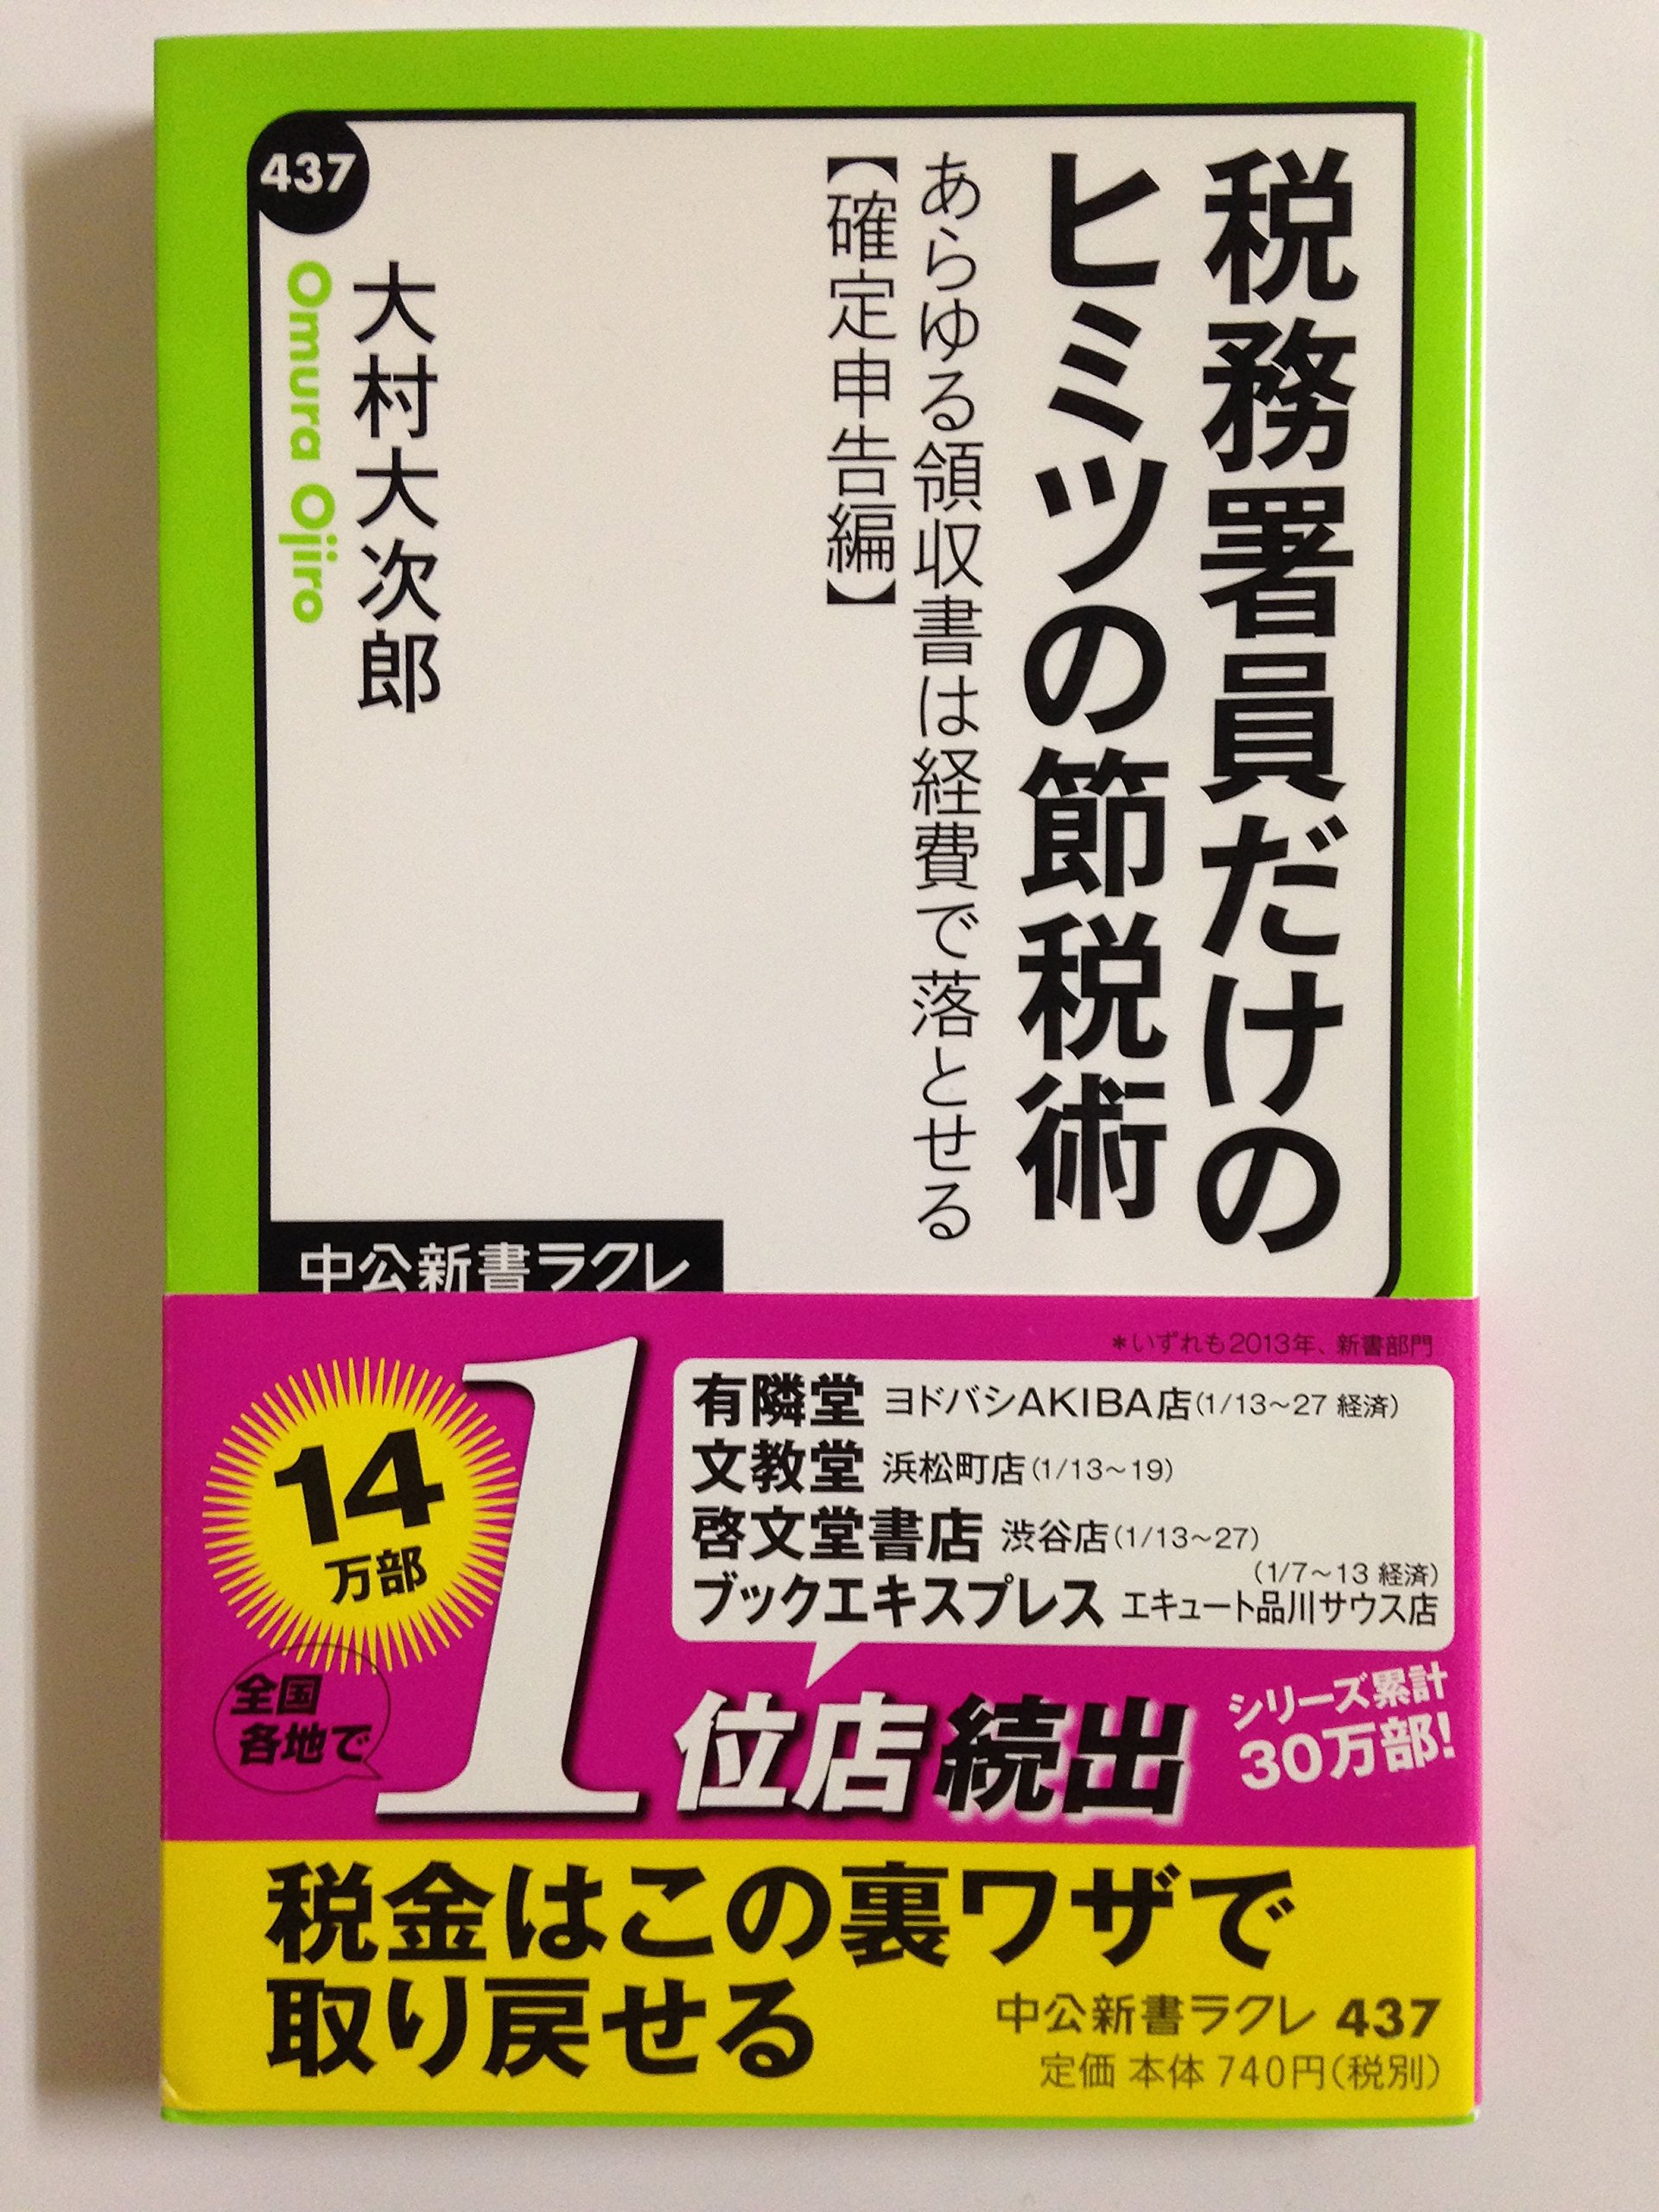 税務署員だけの
ヒミツの節税術
あらゆる領収書は経費で落とせる
【確定申告編】
437
大村大次郎
Omura Ojiro
中公新書ラクレ
＊いずれも2013年、新書部門
有隣堂 ヨドバシAKIBA店(1/13〜27 経済)
文教堂 浜松町店(1/13〜19)
啓文堂書店 渋谷店(1/13〜27)
(1/7〜13 経済)
ブックエキスプレス エキュート品川サウス店
14
万部
全国
各地で
1位店続出
シリーズ累計
30万部!
税金はこの裏ワザで
取り戻せる
中公新書ラクレ 437
定価 本体 740円(税別)